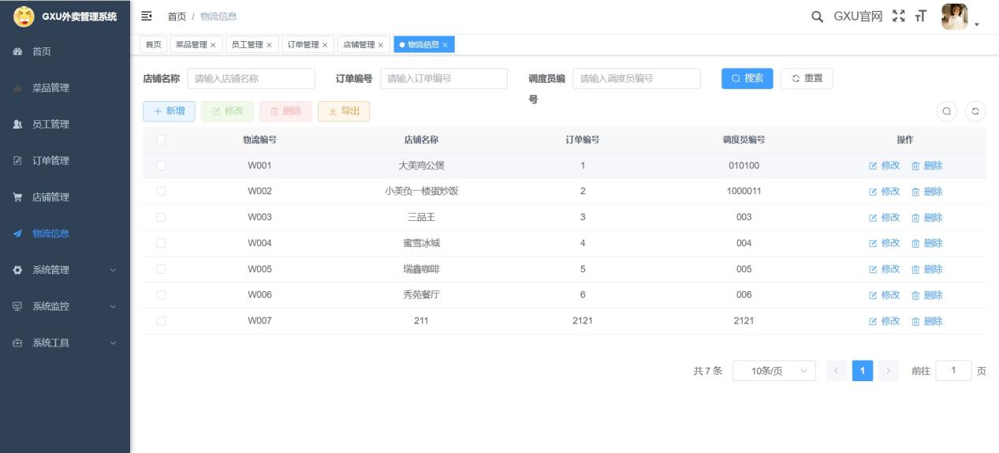 GXU外卖管理系统
首页 / 物流信息
GXU官网
首页 菜品管理 × 员工管理 × 订单管理 × 店铺管理 × 物流信息 ×
首页
菜品管理
员工管理
订单管理
店铺管理
物流信息
系统管理
系统监控
系统工具
店铺名称 请输入店铺名称 订单编号 请输入订单编号 调度员编号 请输入调度员编号 搜索 重置
+ 新增 修改 删除 导出
物流编号 店铺名称 订单编号 调度员编号 操作
W001 大美鸡公煲 1 010100 修改 删除
W002 小美负一楼蛋炒饭 2 1000011 修改 删除
W003 三品王 3 003 修改 删除
W004 蜜雪冰城 4 004 修改 删除
W005 瑞鑫咖啡 5 005 修改 删除
W006 秀苑餐厅 6 006 修改 删除
W007 211 2121 2121 修改 删除
共 7 条 10条/页 < 1 > 前往 1 页